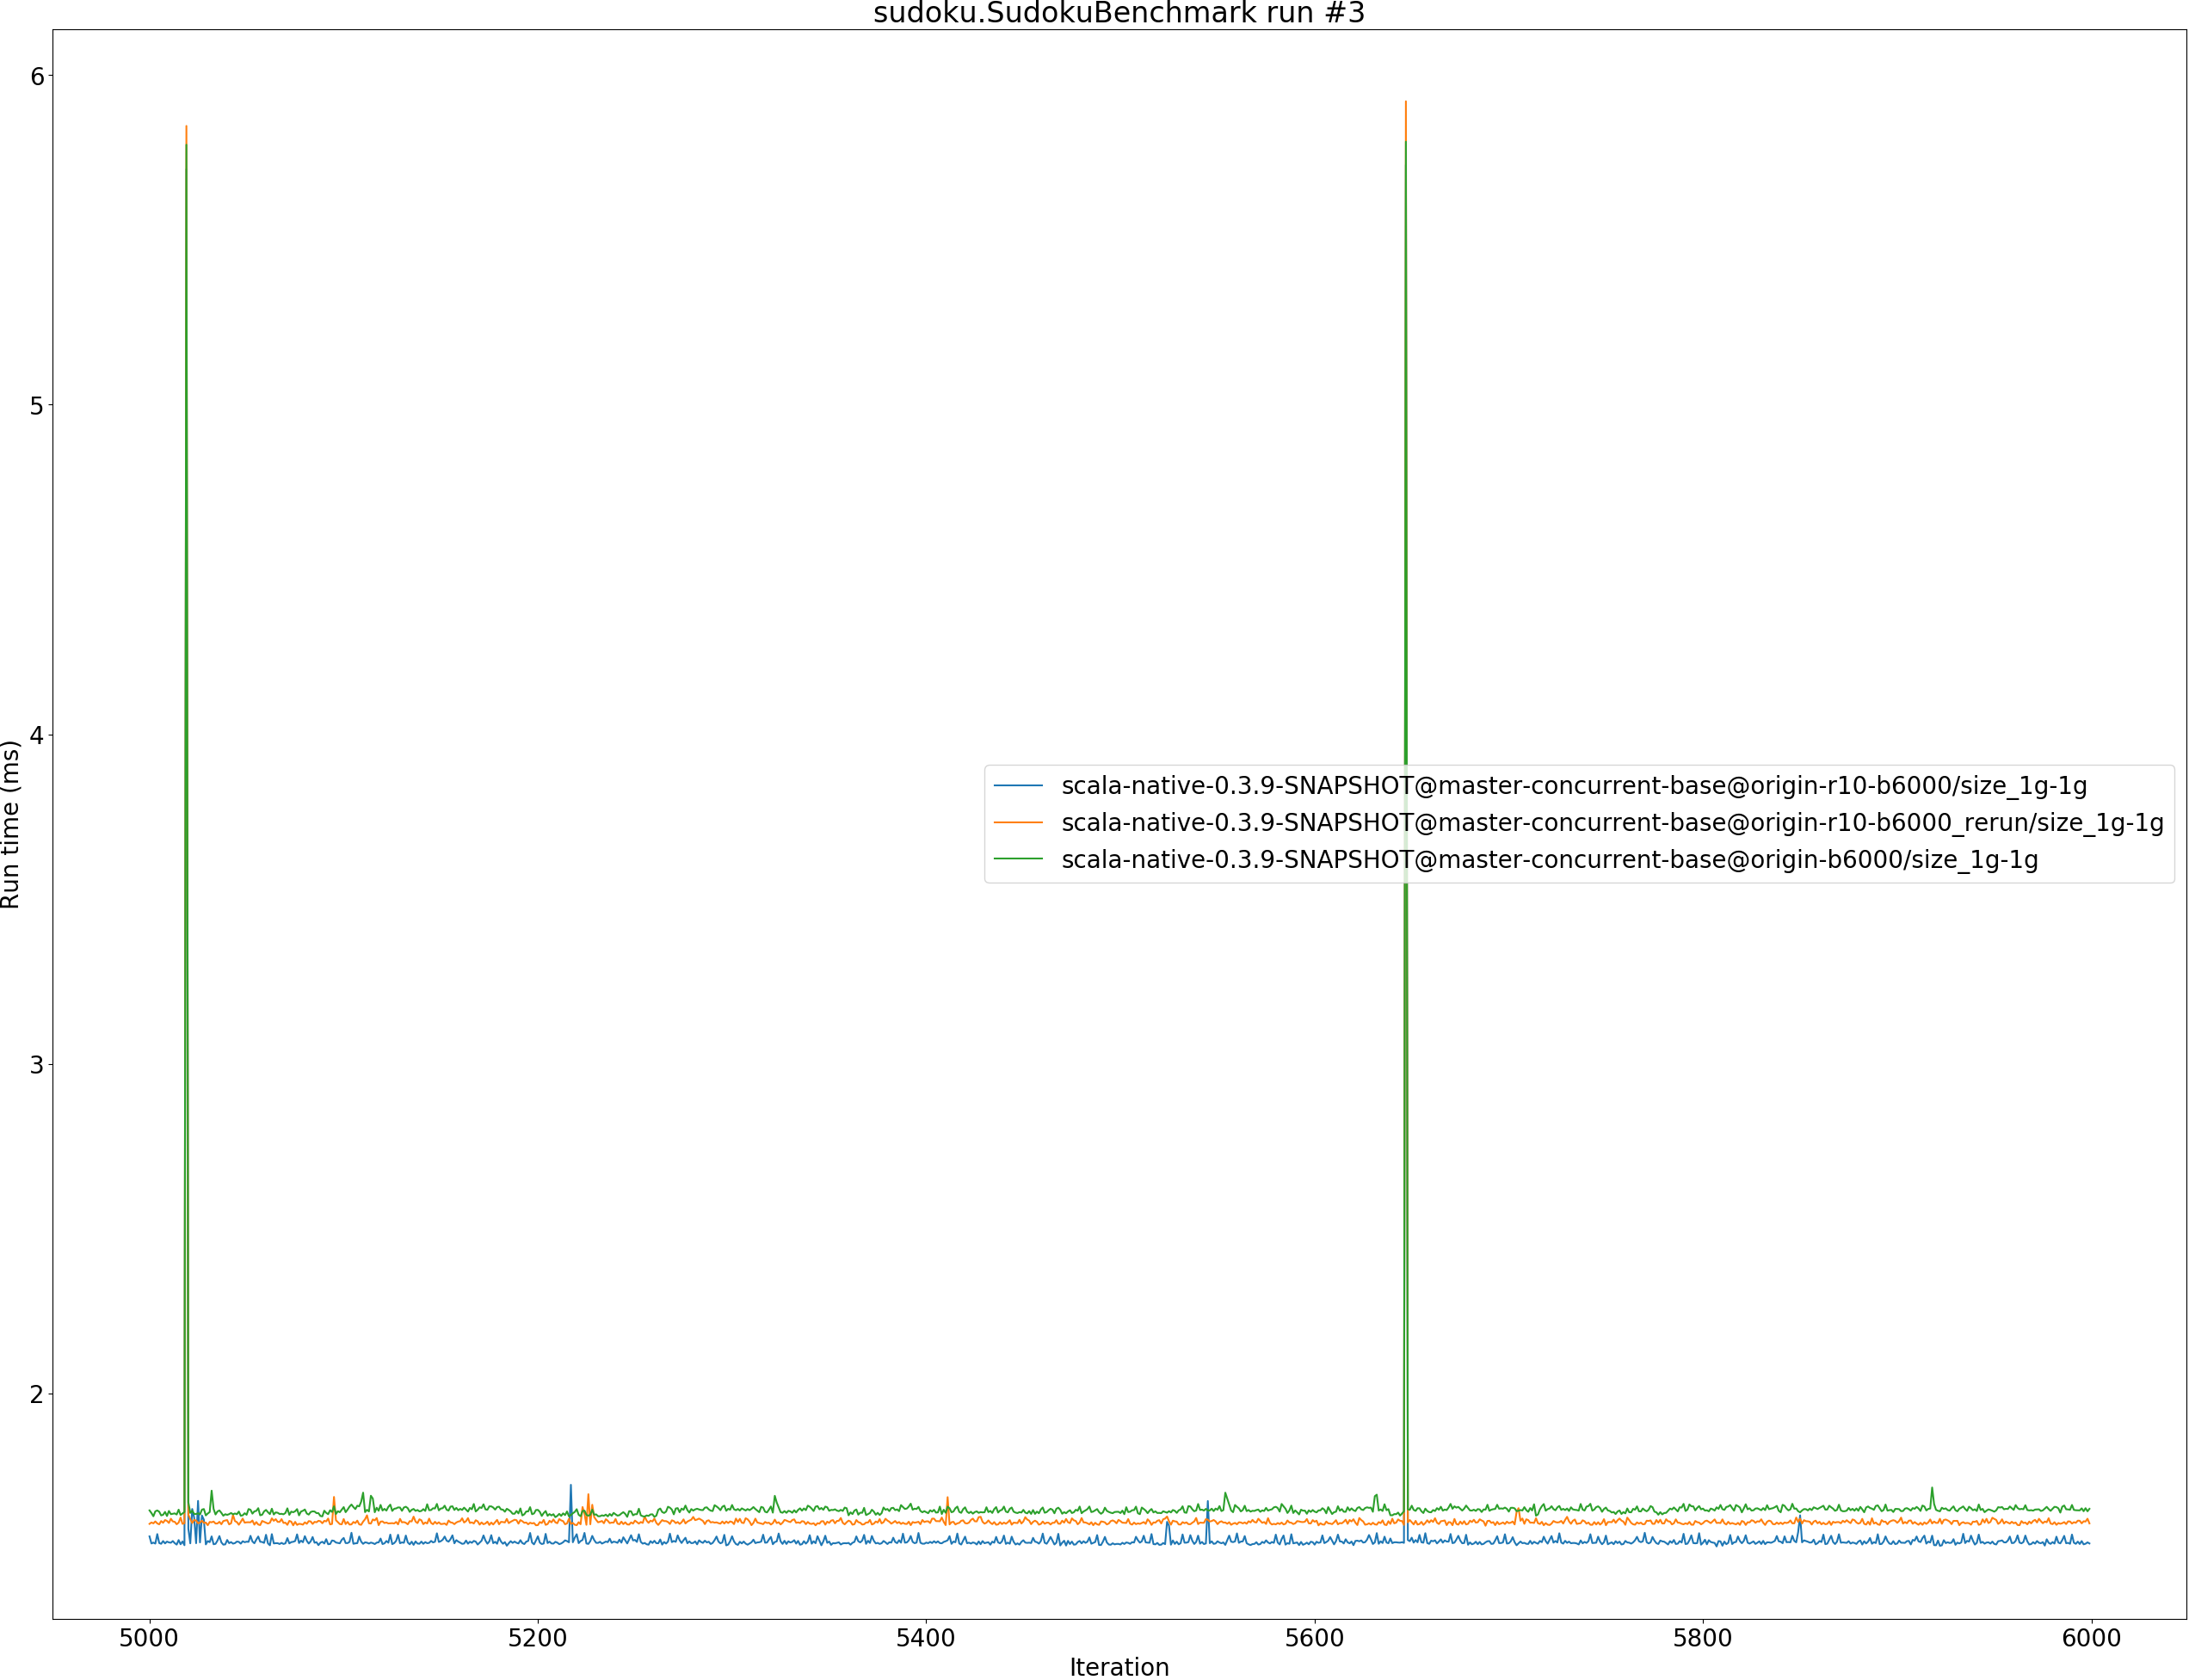 sudoku.SudokuBenchmark run #3
6
5
4
3
2
Run time (ms)
scala-native-0.3.9-SNAPSHOT@master-concurrent-base@origin-r10-b6000/size_1g-1g
scala-native-0.3.9-SNAPSHOT@master-concurrent-base@origin-r10-b6000_rerun/size_1g-1g
scala-native-0.3.9-SNAPSHOT@master-concurrent-base@origin-b6000/size_1g-1g
5000 5200 5400 5600 5800 6000
Iteration